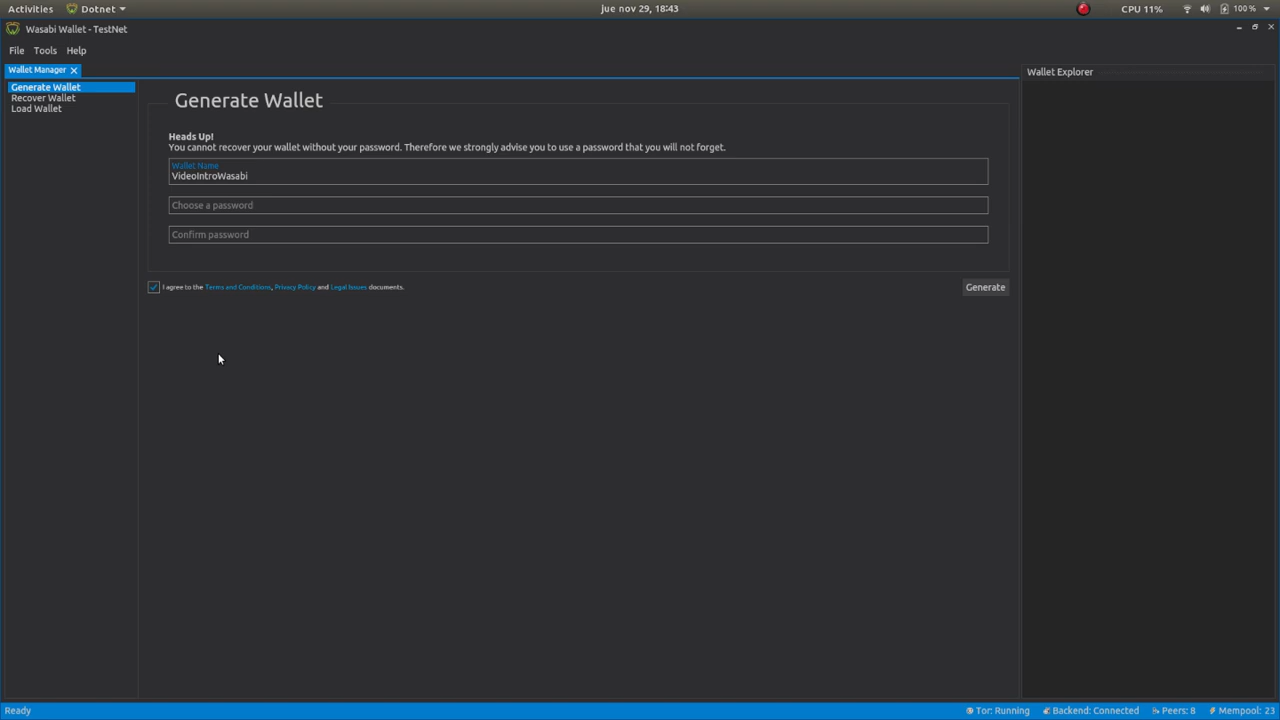 Activities Dotnet jue nov 29, 18:43 CPU 11% 100 %
Wasabi Wallet - TestNet
File Tools Help
Wallet Manager
Wallet Explorer
Generate Wallet
Recover Wallet
Load Wallet
Generate Wallet
Heads Up!
You cannot recover your wallet without your password. Therefore we strongly advise you to use a password that you will not forget.
Wallet Name
VideoIntroWasabi
Choose a password
Confirm password
I agree to the Terms and Conditions, Privacy Policy and Legal Issues documents.
Generate
Ready Tor: Running Backend: Connected Peers: 8 Mempool: 23